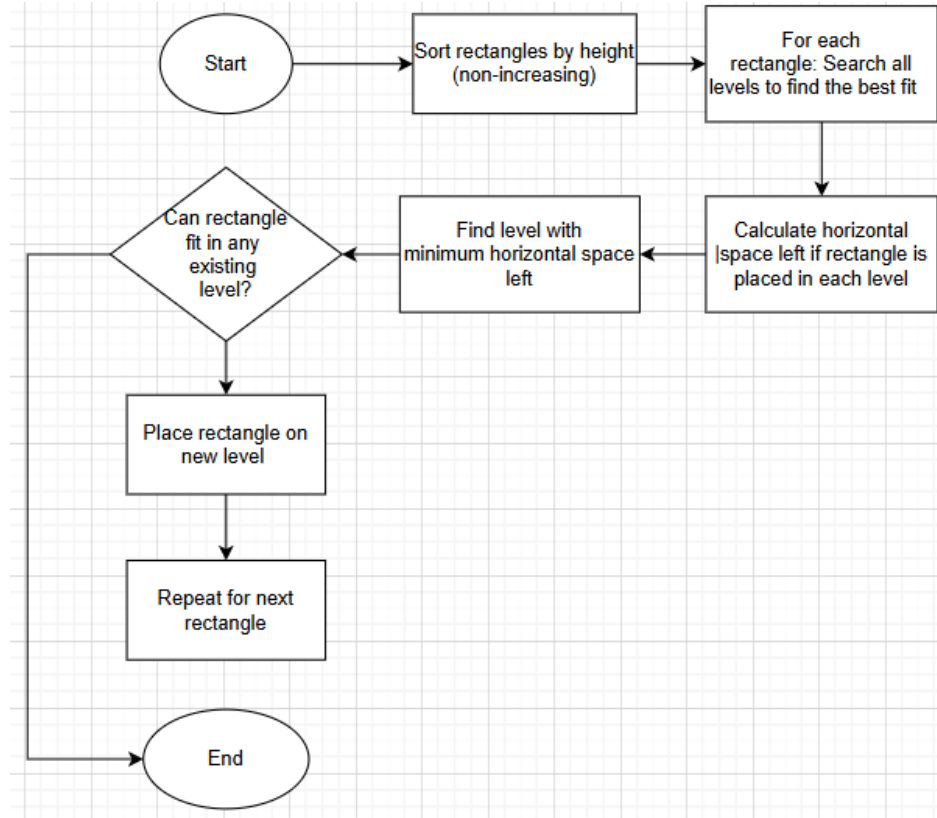 Start
Sort rectangles by height
(non-increasing)
For each
rectangle: Search all
levels to find the best fit
Calculate horizontal
|space left if rectangle is
placed in each level
Find level with
minimum horizontal space
left
Can rectangle
fit in any
existing
level?
Place rectangle on
new level
Repeat for next
rectangle
End